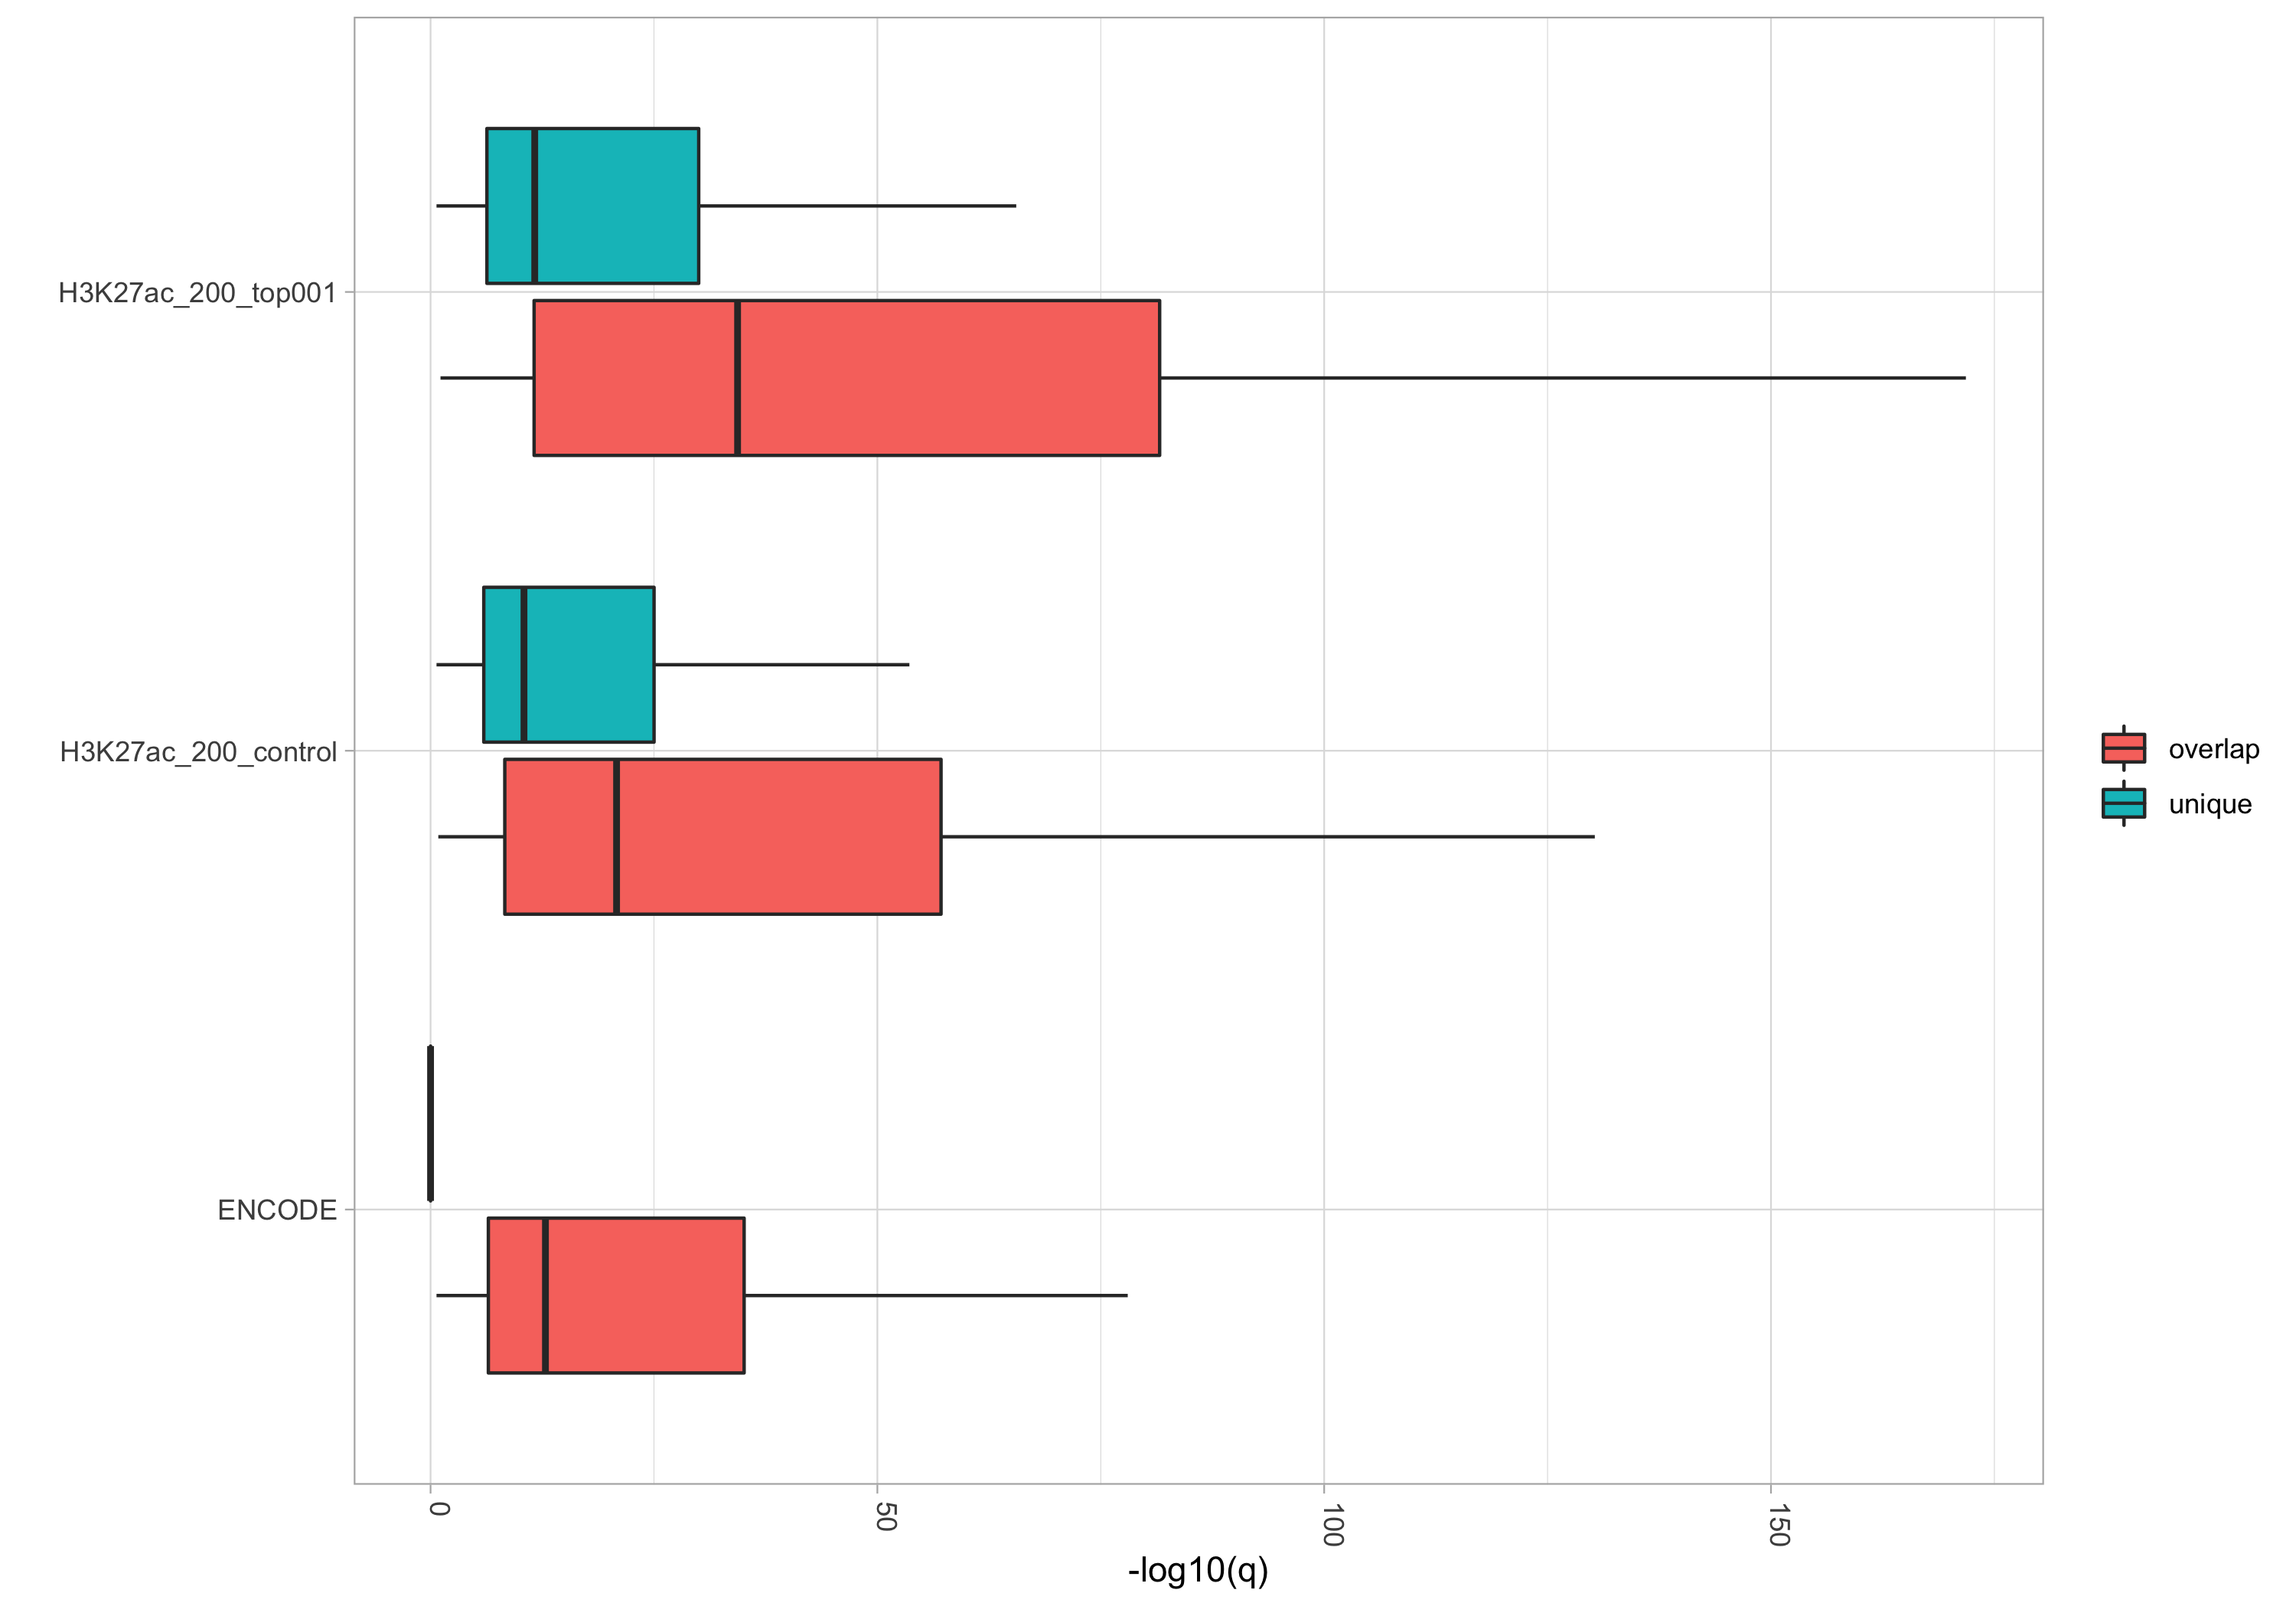 H3K27ac_200_top001
H3K27ac_200_control
ENCODE
0
50
100
150
-log10(q)
overlap
unique